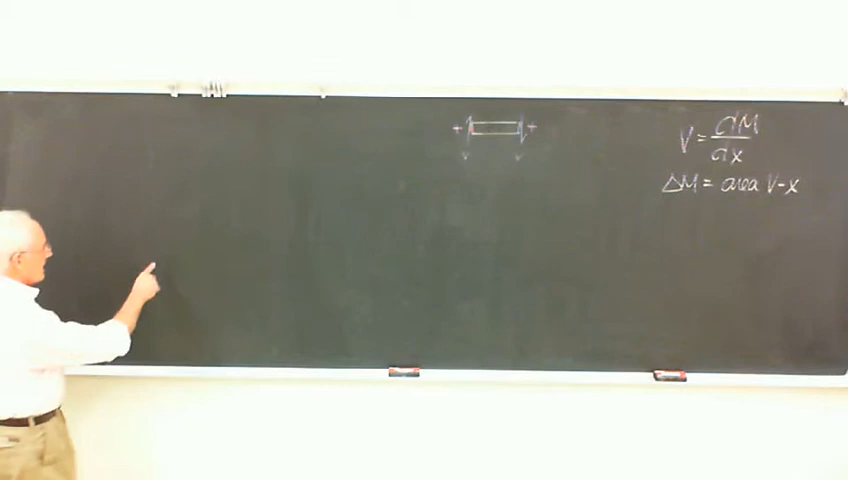 + +
V V
V = dM/dx
ΔM = area V-x